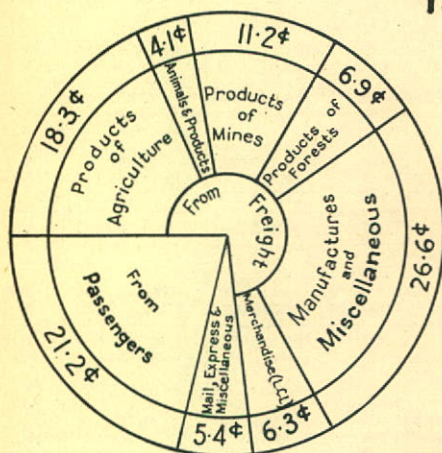 4.1¢
Animals & Products
11.2¢
Products
of
Mines
6.9¢
Products of
Forests
26.6¢
Manufactures
and
Miscellaneous
6.3¢
Merchandise (LCL)
5.4¢
Mail, Express &
Miscellaneous
21.2¢
From
Passengers
18.3¢
Products
of
Agriculture
From Freight